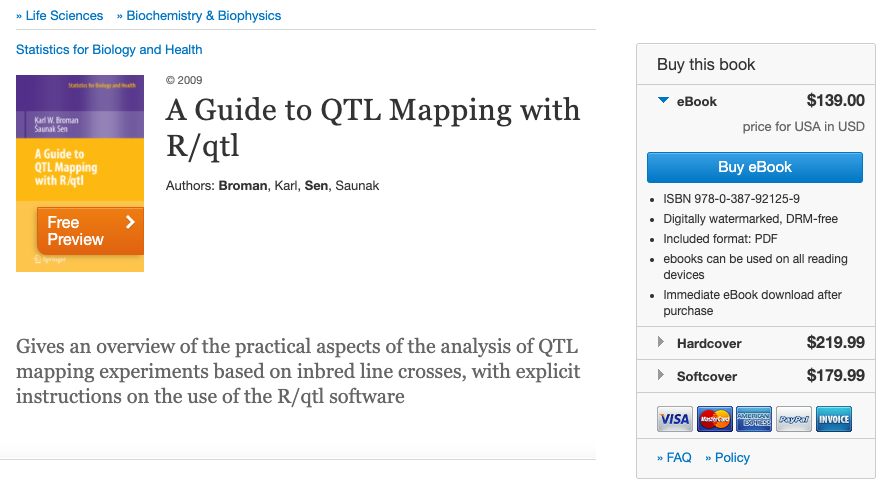 » Life Sciences » Biochemistry & Biophysics
Statistics for Biology and Health
Statistics for Biology and Health
Karl W. Broman
Saunak Sen
A Guide to
QTL Mapping
with R/qtl
Free
Preview
Springer
© 2009
A Guide to QTL Mapping with
R/qtl
Authors: Broman, Karl, Sen, Saunak
Gives an overview of the practical aspects of the analysis of QTL
mapping experiments based on inbred line crosses, with explicit
instructions on the use of the R/qtl software
Buy this book
eBook $139.00
price for USA in USD
Buy eBook
• ISBN 978-0-387-92125-9
• Digitally watermarked, DRM-free
• Included format: PDF
• ebooks can be used on all reading
devices
• Immediate eBook download after
purchase
Hardcover $219.99
Softcover $179.99
VISA MasterCard AMERICAN EXPRESS PayPal INVOICE
» FAQ » Policy